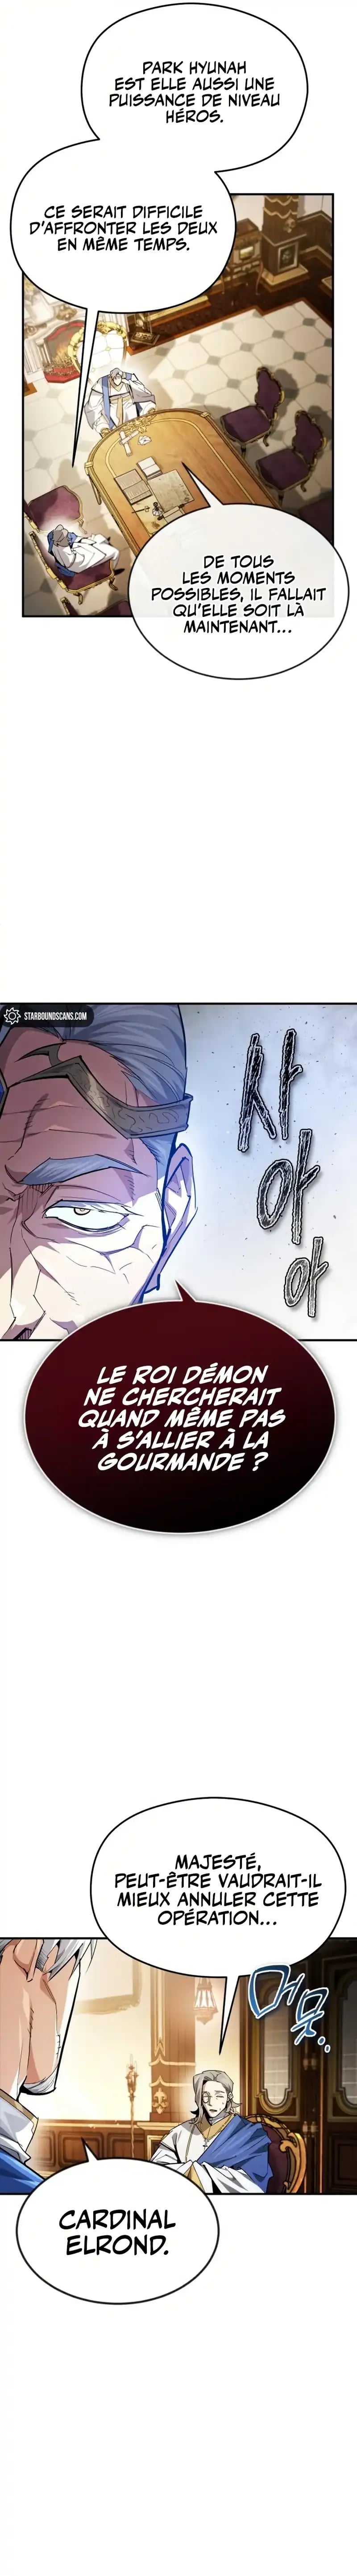 PARK HYUNAH
EST ELLE AUSSI UNE
PUISSANCE DE NIVEAU
HÉROS.
CE SERAIT DIFFICILE
D'AFFRONTER LES DEUX
EN MÊME TEMPS.
DE TOUS
LES MOMENTS
POSSIBLES, IL FALLAIT
QU'ELLE SOIT LÀ
MAINTENANT...
STARBOUNDSCANS.COM
사
아
아
LE ROI DÉMON
NE CHERCHERAIT
QUAND MÊME PAS
À S'ALLIER À LA
GOURMANDE ?
MAJESTÉ,
PEUT-ÊTRE VAUDRAIT-IL
MIEUX ANNULER CETTE
OPÉRATION...
CARDINAL
ELROND.